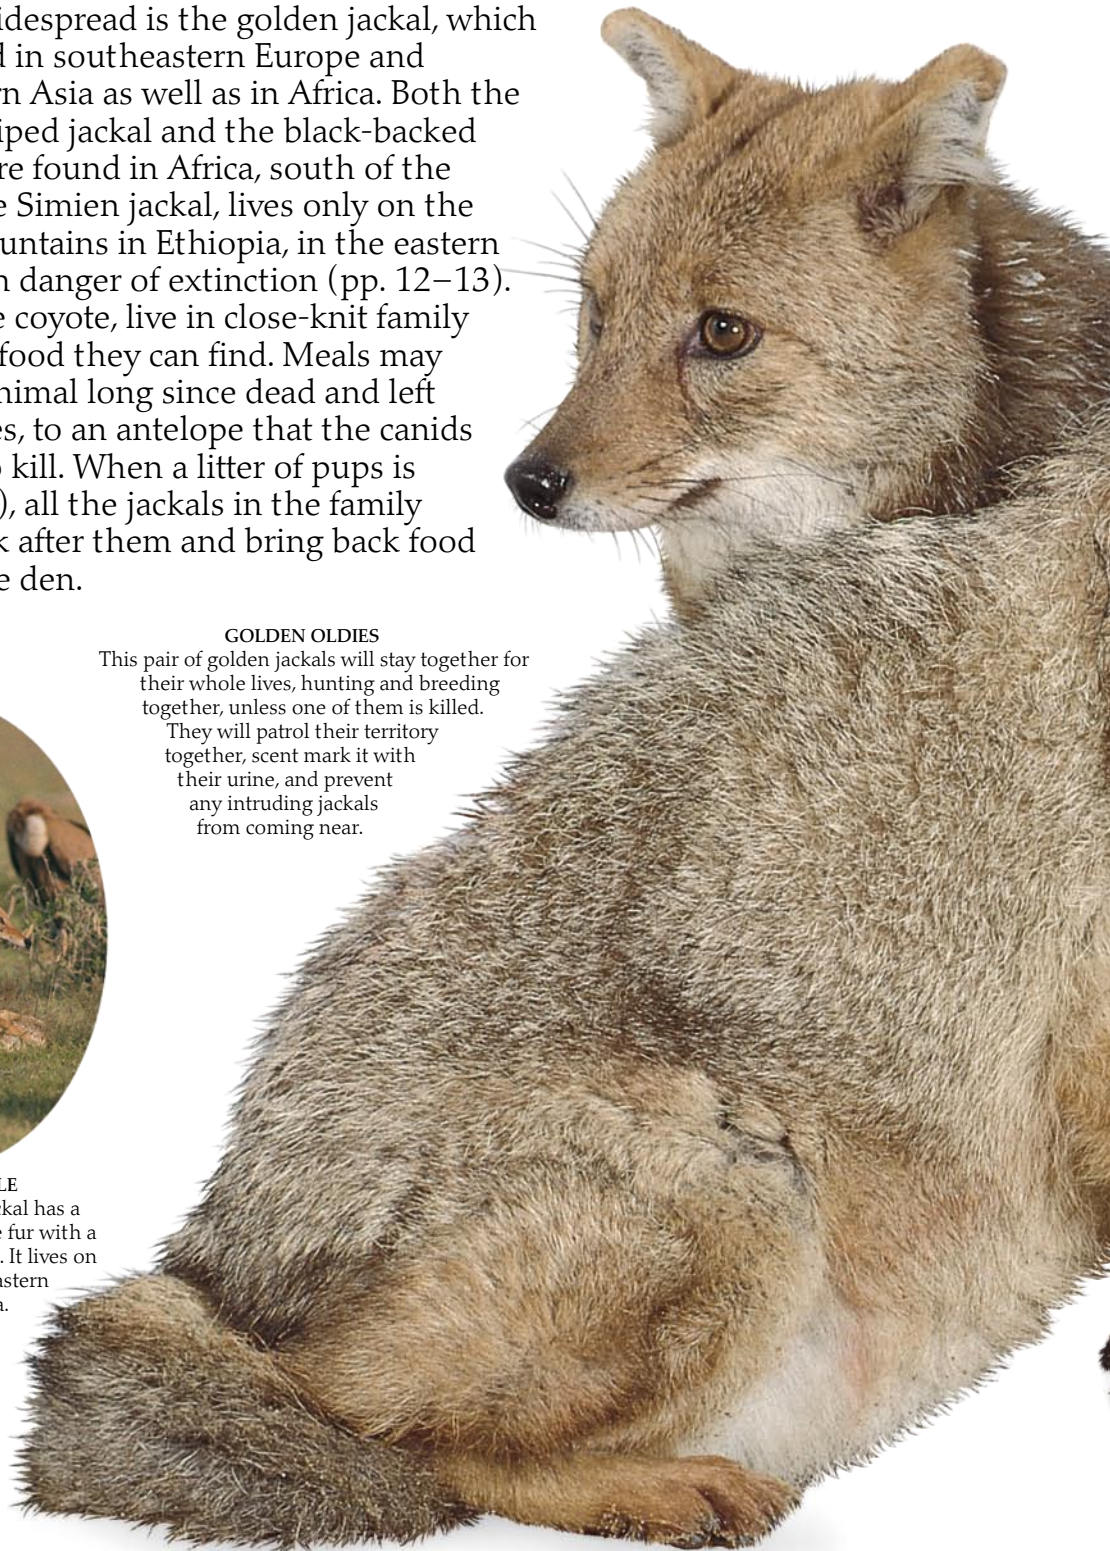 idespread is the golden jackal, which
d in southeastern Europe and
rn Asia as well as in Africa. Both the
iped jackal and the black-backed
re found in Africa, south of the
e Simien jackal, lives only on the
ountains in Ethiopia, in the eastern
n danger of extinction (pp. 12–13).
e coyote, live in close-knit family
food they can find. Meals may
nimal long since dead and left
es, to an antelope that the canids
o kill. When a litter of pups is
), all the jackals in the family
k after them and bring back food
e den.
GOLDEN OLDIES
This pair of golden jackals will stay together for
their whole lives, hunting and breeding
together, unless one of them is killed.
They will patrol their territory
together, scent mark it with
their urine, and prevent
any intruding jackals
from coming near.
LE
ckal has a
e fur with a
. It lives on
astern
a.